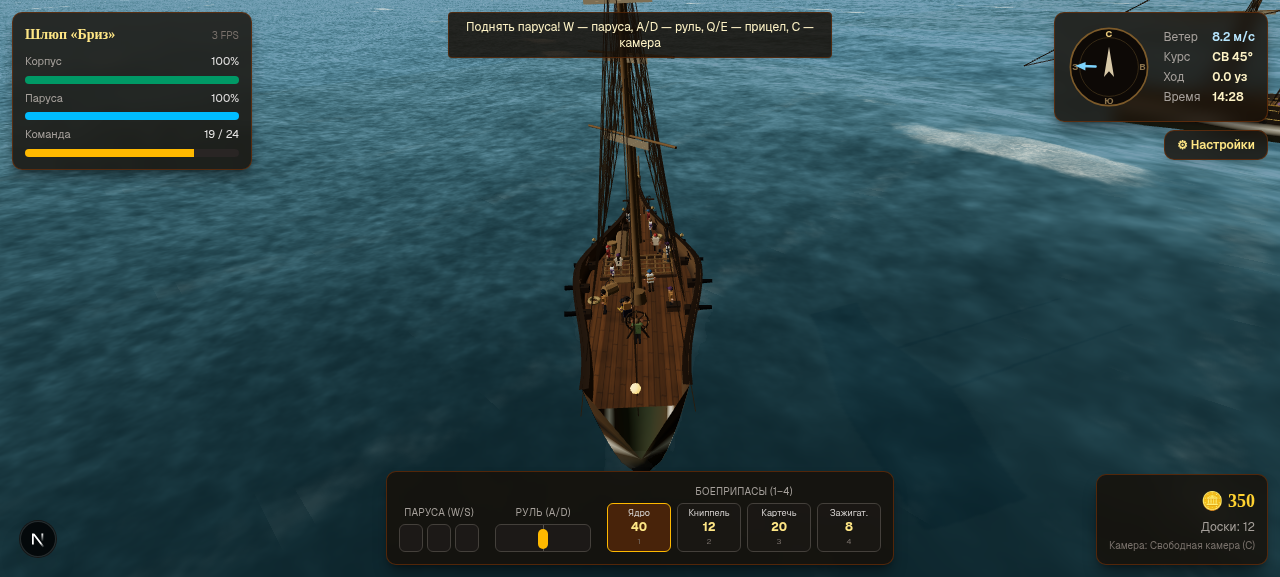 Шлюп «Бриз»
3 FPS
Корпус 100%
Паруса 100%
Команда 19 / 24
Поднять паруса! W — паруса, A/D — руль, Q/E — прицел, C —
камера
С
З В
Ю
Ветер 8.2 м/с
Курс СВ 45°
Ход 0.0 уз
Время 14:28
⚙ Настройки
ПАРУСА (W/S)
РУЛЬ (A/D)
БОЕПРИПАСЫ (1–4)
Ядро
40
1
Книппель
12
2
Картечь
20
3
Зажигат.
8
4
N
350
Доски: 12
Камера: Свободная камера (C)